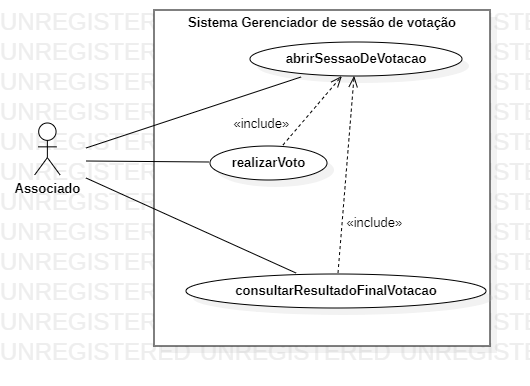 Sistema Gerenciador de sessão de votação
abrirSessaoDeVotacao
«include»
realizarVoto
Associado
«include»
consultarResultadoFinalVotacao
UNREGISTERED UNREGISTERED UNREGISTERED